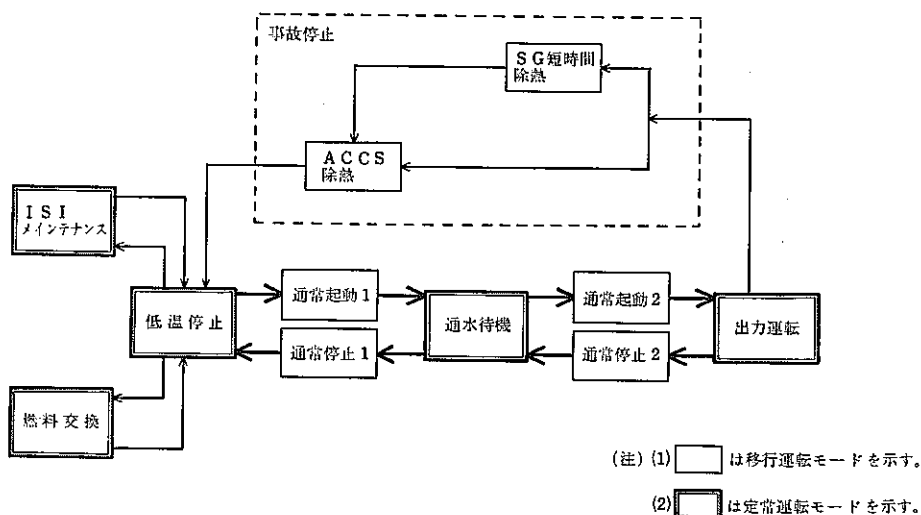 事故停止
SG短時間
除熱
ACCS
除熱
ISI
メインテナンス
低温停止
通常起動1
通水待機
通常起動2
出力運転
通常停止1
通常停止2
燃料交換
(注) (1) は移行運転モードを示す。
(2) は定常運転モードを示す。